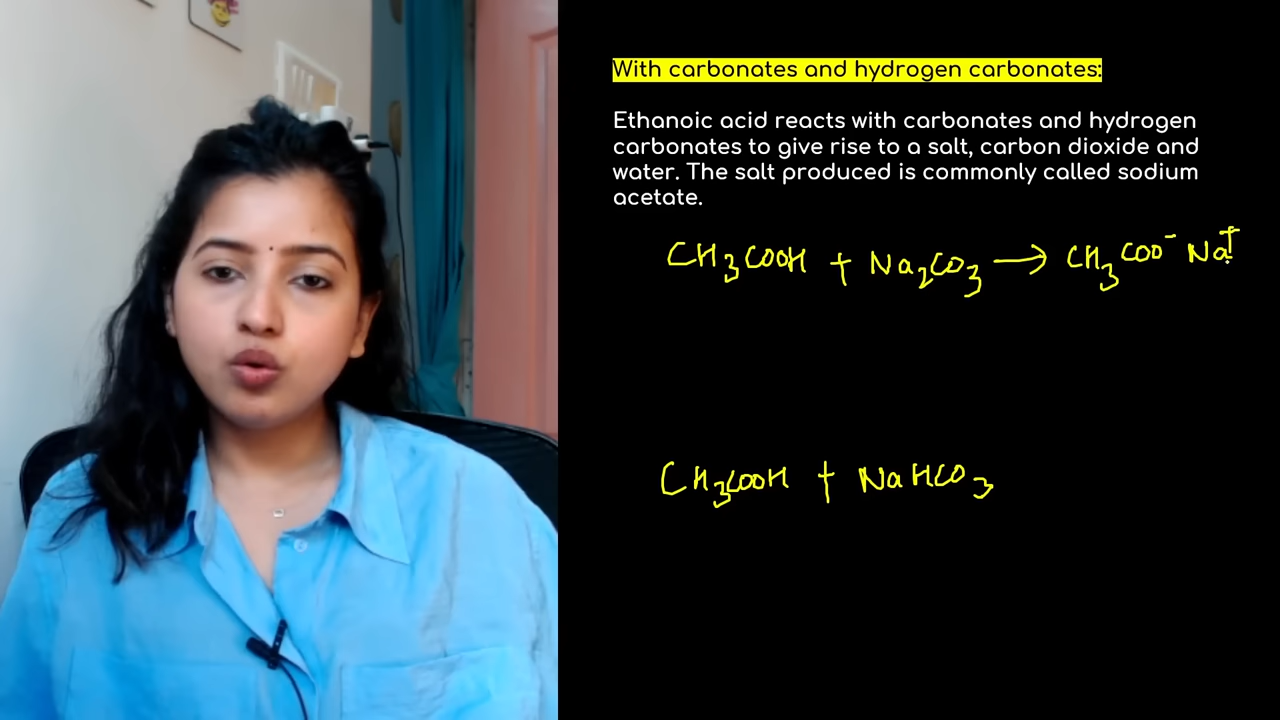 With carbonates and hydrogen carbonates:
Ethanoic acid reacts with carbonates and hydrogen
carbonates to give rise to a salt, carbon dioxide and
water. The salt produced is commonly called sodium
acetate.
CH₃COOH + Na₂CO₃ → CH₃COO⁻ Na⁺
CH₃COOH + NaHCO₃